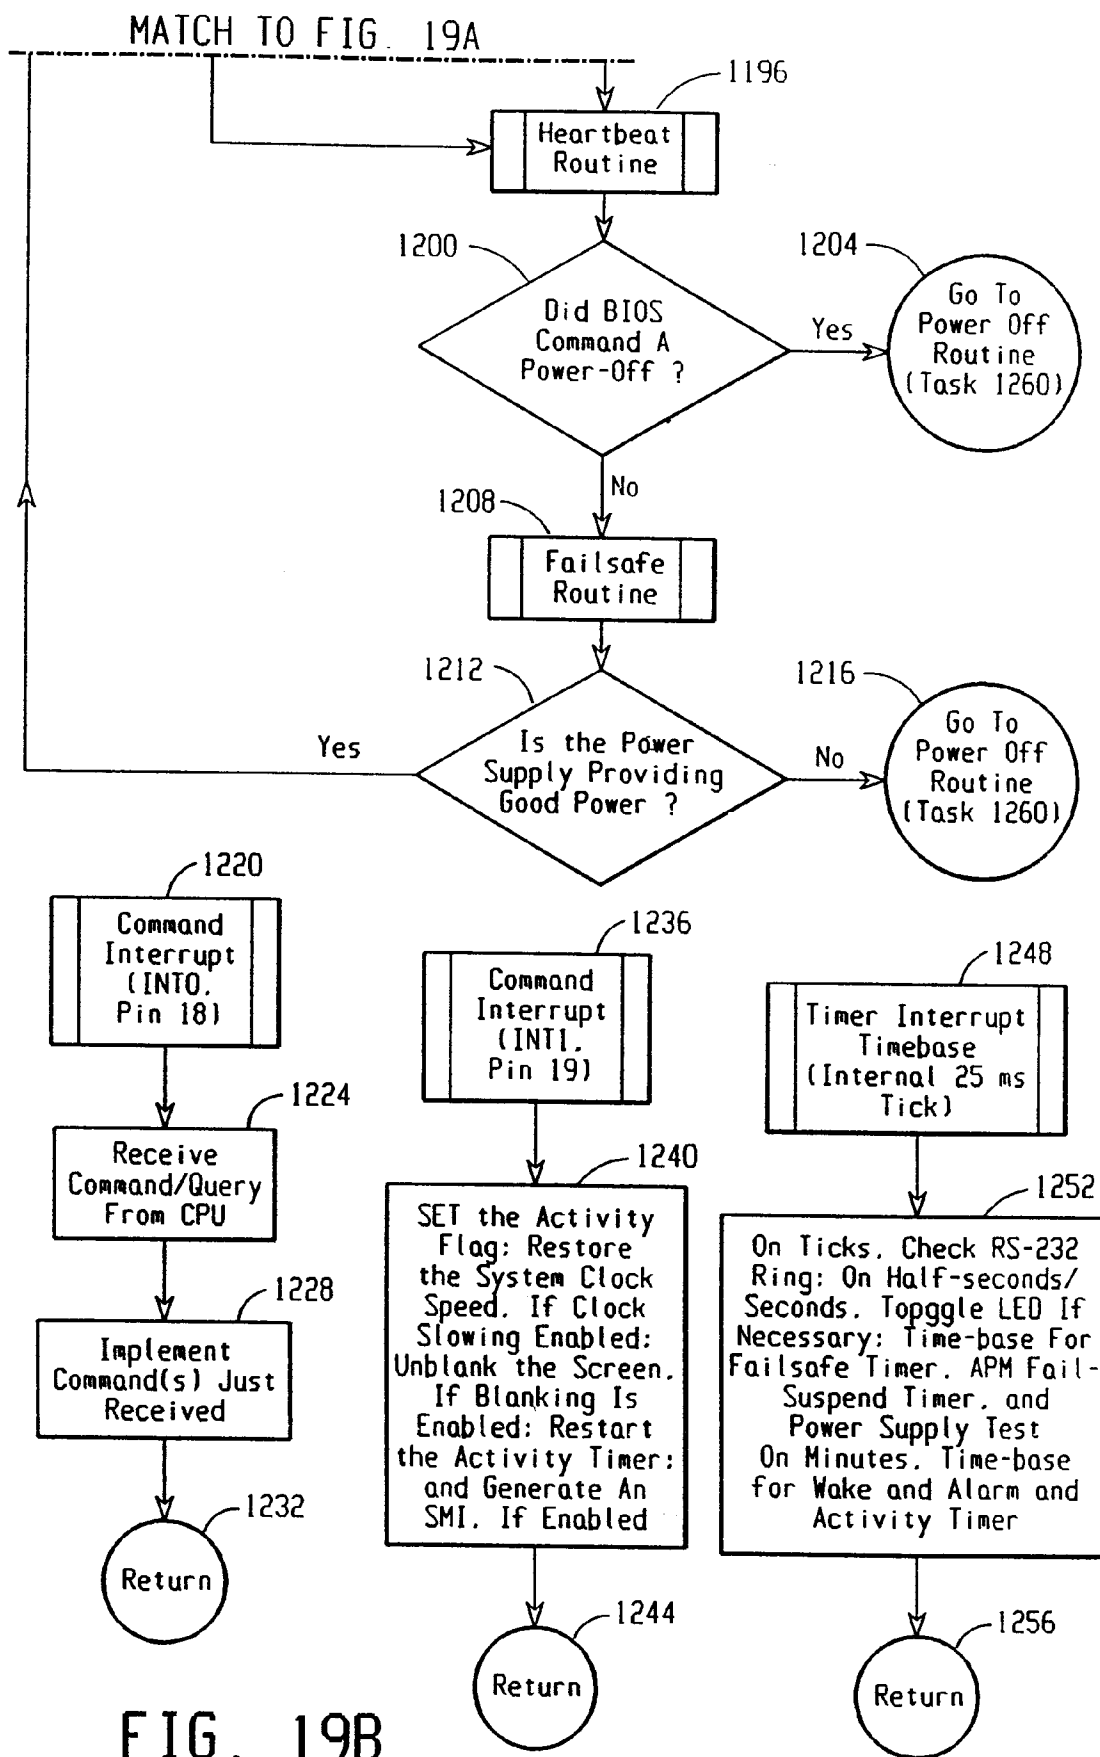 MATCH TO FIG. 19A
1196
Heartbeat
Routine
1200
Did BIOS
Command A
Power-Off ?
Yes
1204
Go To
Power Off
Routine
(Task 1260)
No
1208
Failsafe
Routine
1212
Is the Power
Supply Providing
Good Power ?
Yes
No
1216
Go To
Power Off
Routine
(Task 1260)
1220
Command
Interrupt
(INT0,
Pin 18)
1224
Receive
Command/Query
From CPU
1228
Implement
Command(s) Just
Received
1232
Return
1236
Command
Interrupt
(INT1,
Pin 19)
1240
SET the Activity
Flag; Restore
the System Clock
Speed, If Clock
Slowing Enabled;
Unblank the Screen,
If Blanking Is
Enabled; Restart
the Activity Timer;
and Generate An
SMI, If Enabled
1244
Return
1248
Timer Interrupt
Timebase
(Internal 25 ms
Tick)
1252
On Ticks, Check RS-232
Ring; On Half-seconds/
Seconds, Topggle LED If
Necessary; Time-base For
Failsafe Timer, APM Fail-
Suspend Timer, and
Power Supply Test
On Minutes, Time-base
for Wake and Alarm and
Activity Timer
1256
Return
FIG. 19B